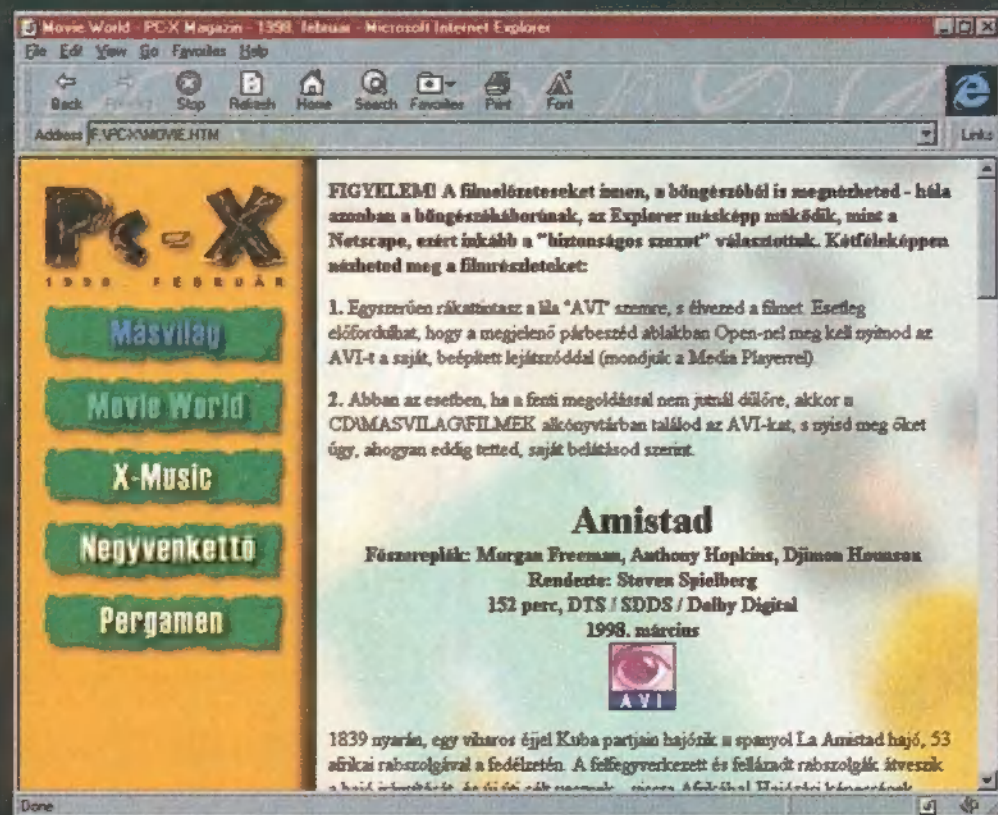 Movie World - PC-X Magazin - 1998. február - Microsoft Internet Explorer
File Edit View Go Favorites Help
Back Stop Refresh Home Search Favorites Print Font
Address F:\PC-X\MOVIE.HTM Links
Pc-X
1998 FEBRUÁR
Másvilág
Movie World
X-Music
Negyvenkettő
Pergamen
FIGYELEM! A filmelőzeteseket innen, a böngészőből is megnézheted - hála
azonban a böngészőháborúnak, az Explorer másképp működik, mint a
Netscape, ezért inkább a "biztonságos szexet" választottuk. Kétféleképpen
nézheted meg a filmrészleteket:
1. Egyszerűen rákattintasz a lila "AVI" szemre, s élvezed a filmet. Esetleg
előfordulhat, hogy a megjelenő párbeszéd ablakban Open-nel meg kell nyitnod az
AVI-t a saját, beépített lejátszóddal (mondjuk a Media Playerrel)
2. Abban az esetben, ha a fenti megoldással nem jutnál dűlőre, akkor a
CD\MASVILAG\FILMEK alkönyvtárban találod az AVI-kat, s nyisd meg őket
úgy, ahogyan eddig tetted, saját belátásod szerint.
Amistad
Főszereplők: Morgan Freeman, Anthony Hopkins, Djimon Hounson
Rendezte: Steven Spielberg
152 perc, DTS / SDDS / Dolby Digital
1998. március
AVI
1839 nyarán, egy viharos éjjel Kuba partjain hajózik a spanyol La Amistad hajó, 53
afrikai rabszolgával a fedélzetén. A felfegyverkezett és fellázadt rabszolgák átveszik
Done